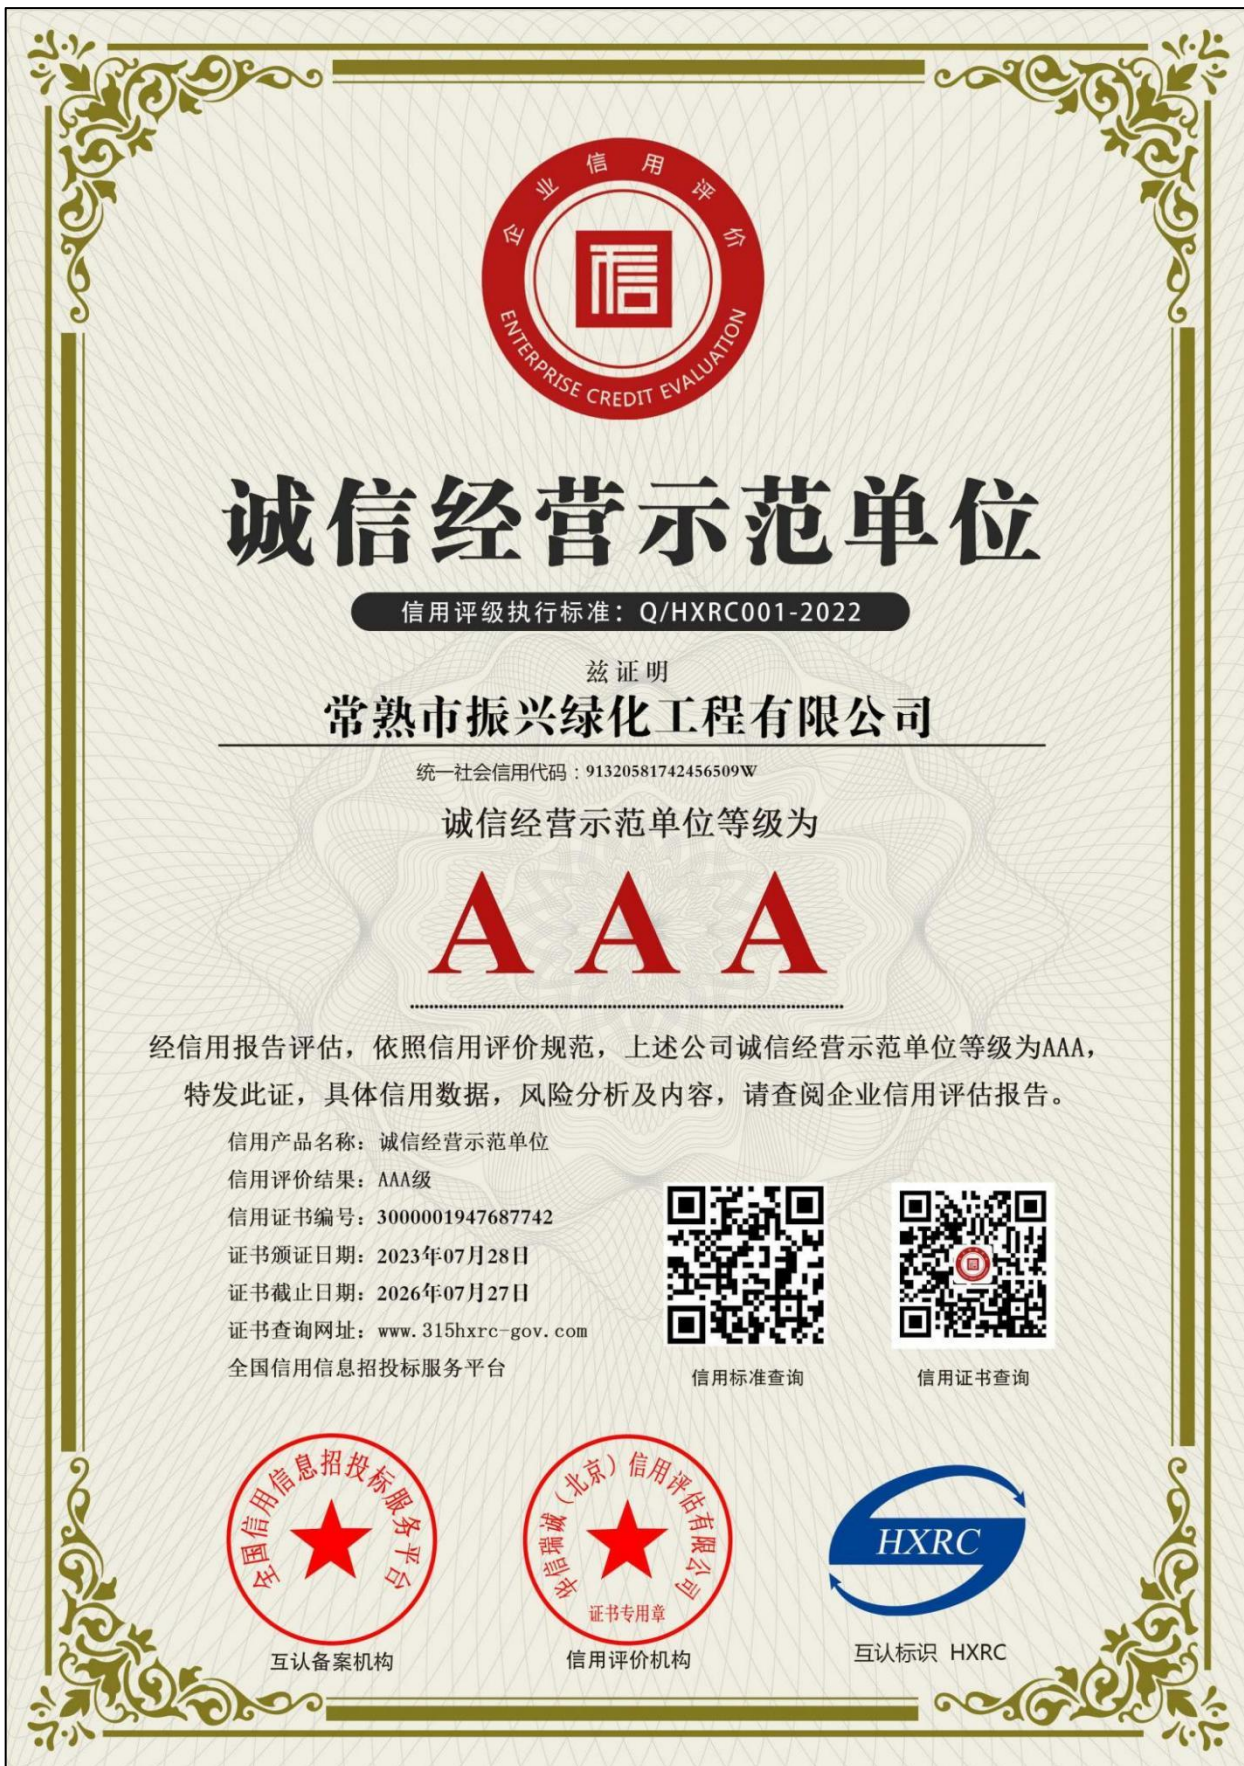 企业信用评价
信
ENTERPRISE CREDIT EVALUATION
诚信经营示范单位
信用评级执行标准：Q/HXRC001-2022
兹证明
常熟市振兴绿化工程有限公司
统一社会信用代码：91320581742456509W
诚信经营示范单位等级为
AAA
经信用报告评估，依照信用评价规范，上述公司诚信经营示范单位等级为AAA，
特发此证，具体信用数据，风险分析及内容，请查阅企业信用评估报告。
信用产品名称：诚信经营示范单位
信用评价结果：AAA级
信用证书编号：3000001947687742
证书颁证日期：2023年07月28日
证书截止日期：2026年07月27日
证书查询网址：www.315hxrc-gov.com
全国信用信息招投标服务平台
信用标准查询
信用证书查询
全国信用信息招投标服务平台
互认备案机构
华信瑞诚（北京）信用评估有限公司
证书专用章
信用评价机构
HXRC
互认标识 HXRC